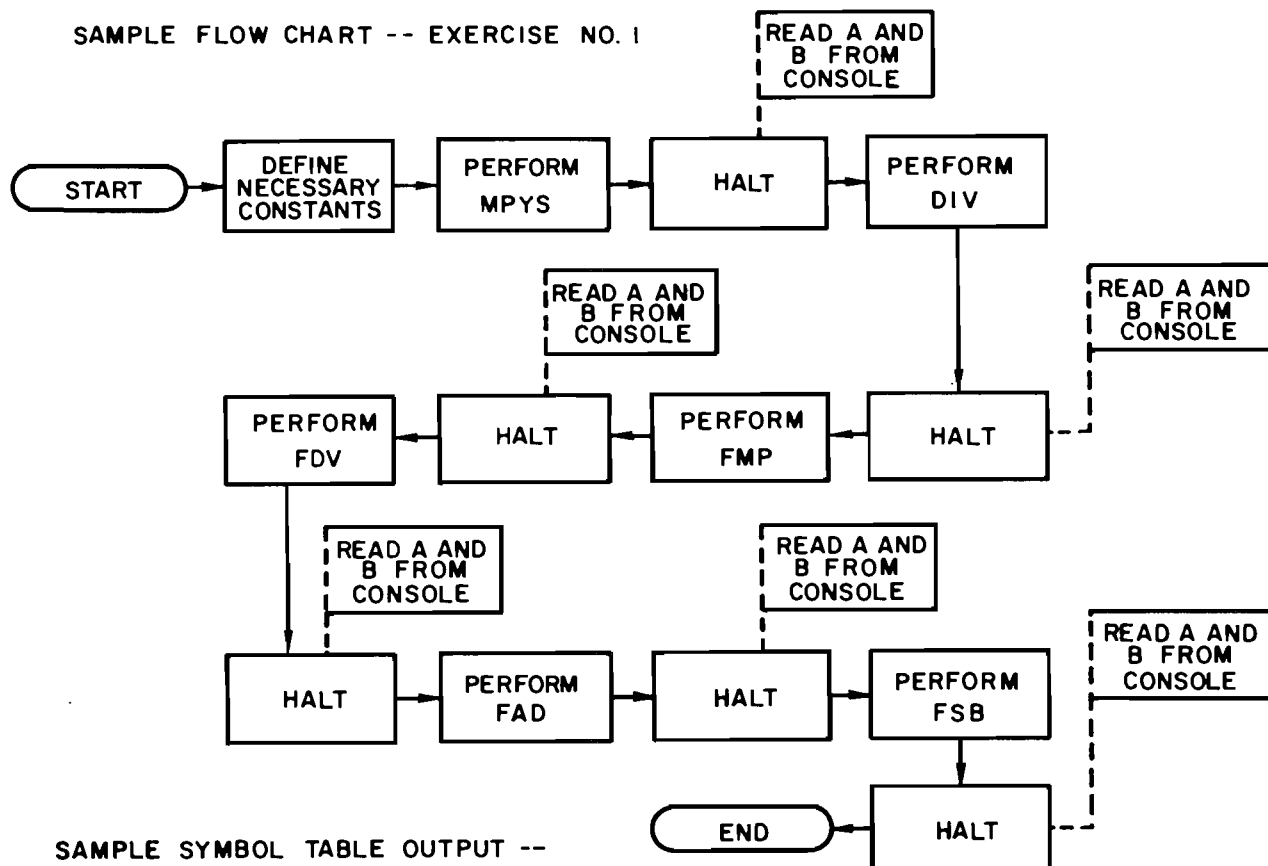 SAMPLE FLOW CHART -- EXERCISE NO. 1
READ A AND
B FROM
CONSOLE
START
DEFINE
NECESSARY
CONSTANTS
PERFORM
MPYS
HALT
PERFORM
DIV
READ A AND
B FROM
CONSOLE
READ A AND
B FROM
CONSOLE
HALT
PERFORM
FMP
HALT
PERFORM
FDV
READ A AND
B FROM
CONSOLE
READ A AND
B FROM
CONSOLE
HALT
PERFORM
FAD
HALT
PERFORM
FSB
READ A AND
B FROM
CONSOLE
HALT
END
SAMPLE SYMBOL TABLE OUTPUT --